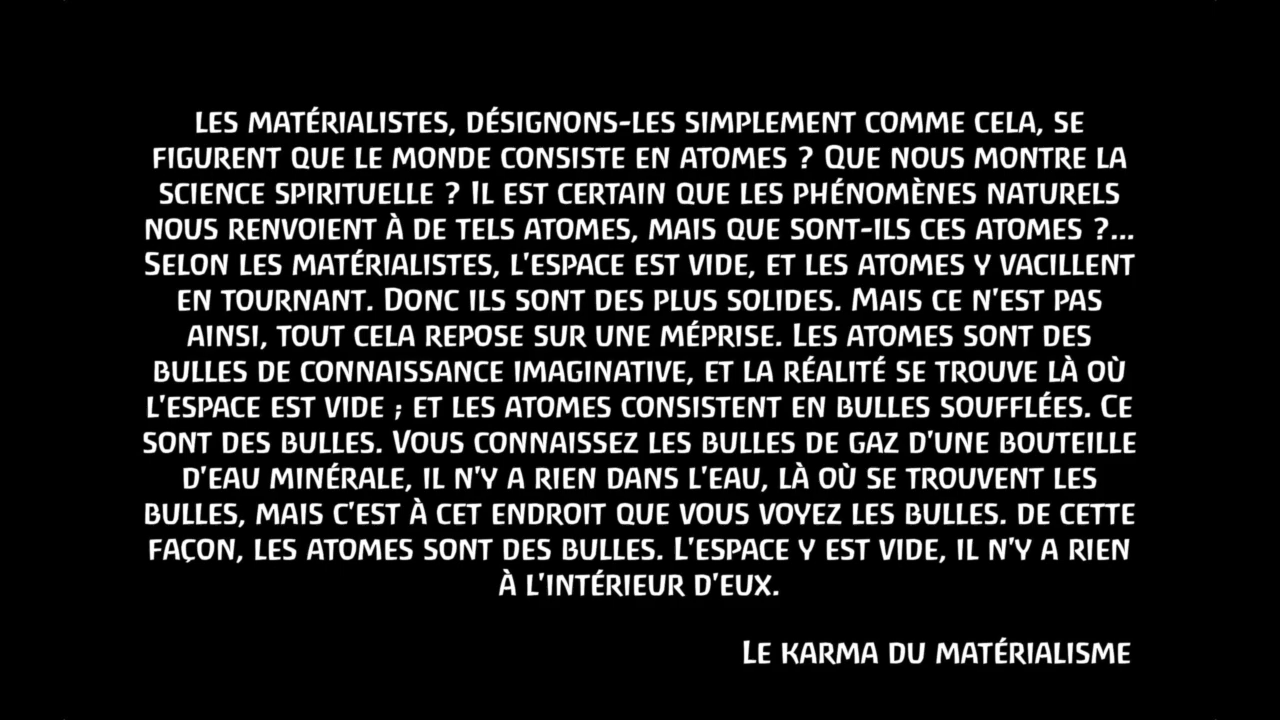 LES MATÉRIALISTES, DÉSIGNONS-LES SIMPLEMENT COMME CELA, SE
FIGURENT QUE LE MONDE CONSISTE EN ATOMES ? QUE NOUS MONTRE LA
SCIENCE SPIRITUELLE ? IL EST CERTAIN QUE LES PHÉNOMÈNES NATURELS
NOUS RENVOIENT À DE TELS ATOMES, MAIS QUE SONT-ILS CES ATOMES ?...
SELON LES MATÉRIALISTES, L'ESPACE EST VIDE, ET LES ATOMES Y VACILLENT
EN TOURNANT. DONC ILS SONT DES PLUS SOLIDES. MAIS CE N'EST PAS
AINSI, TOUT CELA REPOSE SUR UNE MÉPRISE. LES ATOMES SONT DES
BULLES DE CONNAISSANCE IMAGINATIVE, ET LA RÉALITÉ SE TROUVE LÀ OÙ
L'ESPACE EST VIDE ; ET LES ATOMES CONSISTENT EN BULLES SOUFFLÉES. CE
SONT DES BULLES. VOUS CONNAISSEZ LES BULLES DE GAZ D'UNE BOUTEILLE
D'EAU MINÉRALE, IL N'Y A RIEN DANS L'EAU, LÀ OÙ SE TROUVENT LES
BULLES, MAIS C'EST À CET ENDROIT QUE VOUS VOYEZ LES BULLES. DE CETTE
FAÇON, LES ATOMES SONT DES BULLES. L'ESPACE Y EST VIDE, IL N'Y A RIEN
À L'INTÉRIEUR D'EUX.
LE KARMA DU MATÉRIALISME